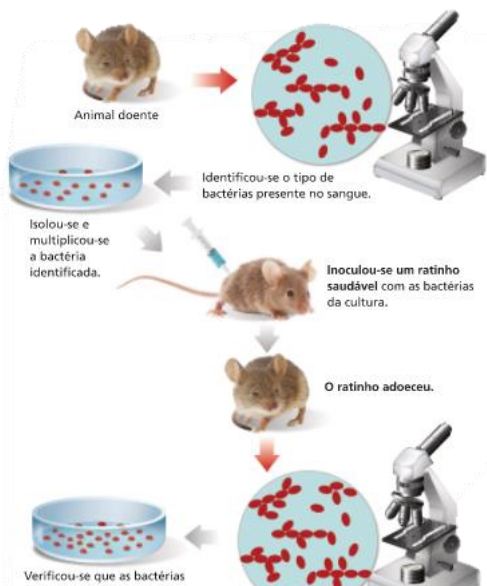 Animal doente
Identificou-se o tipo de
bactérias presente no sangue.
Isolou-se e
multiplicou-se
a bactéria
identificada.
Inoculou-se um ratinho
saudável com as bactérias
da cultura.
O ratinho adoeceu.
Verificou-se que as bactérias